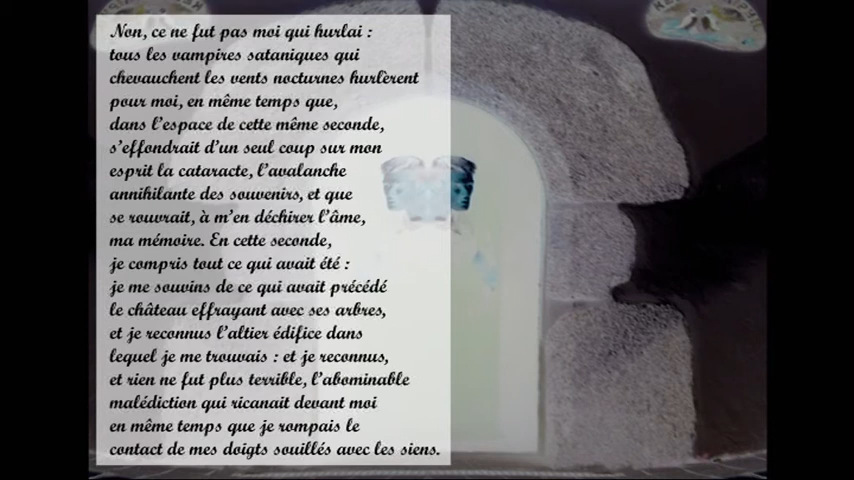 Non, ce ne fut pas moi qui hurlai :
tous les vampires sataniques qui
chevauchent les vents nocturnes hurlèrent
pour moi, en même temps que,
dans l'espace de cette même seconde,
s'effondrait d'un seul coup sur mon
esprit la cataracte, l'avalanche
annihilante des souvenirs, et que
se rouvrait, à m'en déchirer l'âme,
ma mémoire. En cette seconde,
je compris tout ce qui avait été :
je me souvins de ce qui avait précédé
le château effrayant avec ses arbres,
et je reconnus l'altier édifice dans
lequel je me trouvais : et je reconnus,
et rien ne fut plus terrible, l'abominable
malédiction qui ricanait devant moi
en même temps que je rompais le
contact de mes doigts souillés avec les siens.